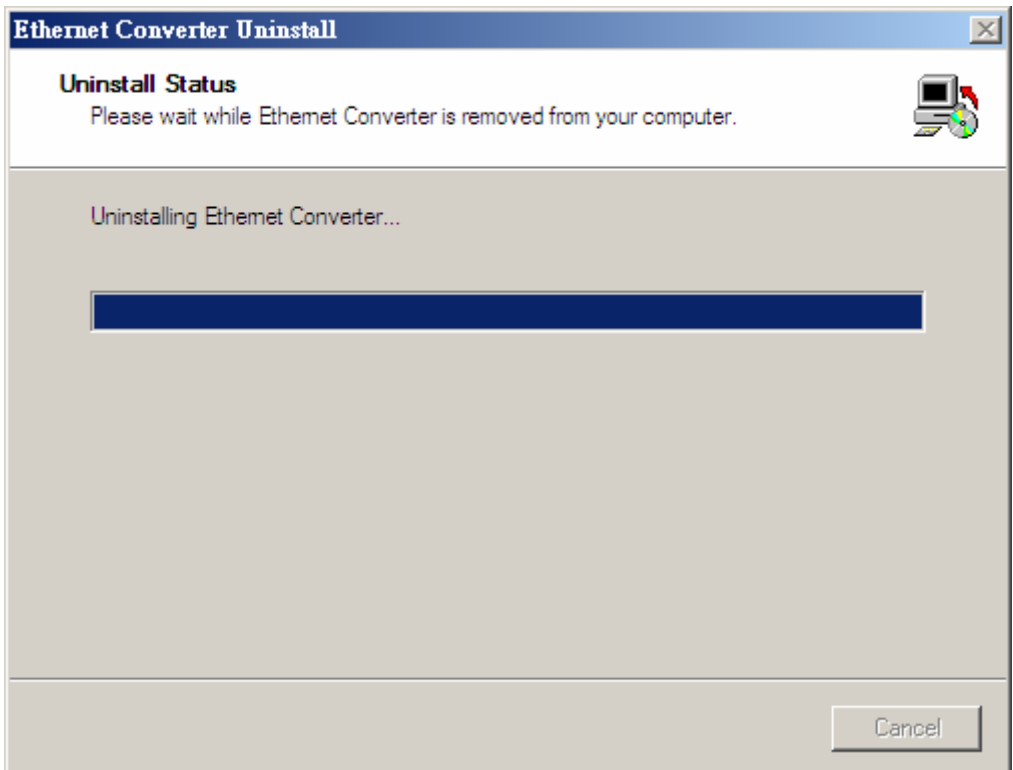 Ethernet Converter Uninstall
Uninstall Status
Please wait while Ethernet Converter is removed from your computer.
Uninstalling Ethernet Converter...
Cancel